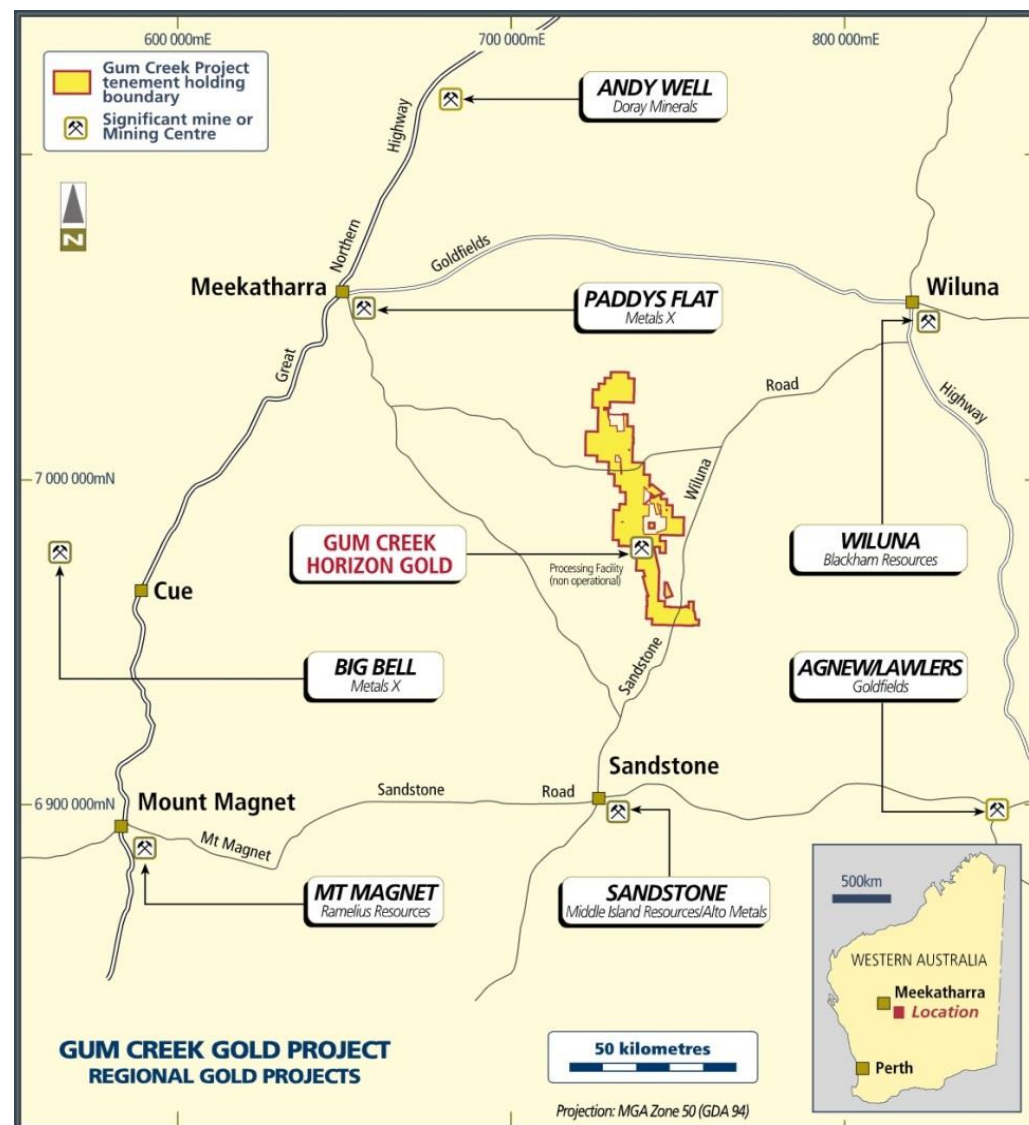 600 000mE
700 000mE
800 000mE
Gum Creek Project
tenement holding
boundary
Significant mine or
Mining Centre
ANDY WELL
Doray Minerals
Highway
Northern
Great
N
Goldfields
Meekatharra
Wiluna
PADDYS FLAT
Metals X
Road
Highway
7 000 000mN
Wiluna
GUM CREEK
HORIZON GOLD
Processing Facility
(non operational)
WILUNA
Blackham Resources
Cue
BIG BELL
Metals X
Sandstone
AGNEW/LAWLERS
Goldfields
Sandstone
6 900 000mN
Mount Magnet
Sandstone
Road
Mt Magnet
MT MAGNET
Ramelius Resources
SANDSTONE
Middle Island Resources/Alto Metals
500km
WESTERN AUSTRALIA
Meekatharra
Location
Perth
GUM CREEK GOLD PROJECT
REGIONAL GOLD PROJECTS
50 kilometres
Projection: MGA Zone 50 (GDA 94)